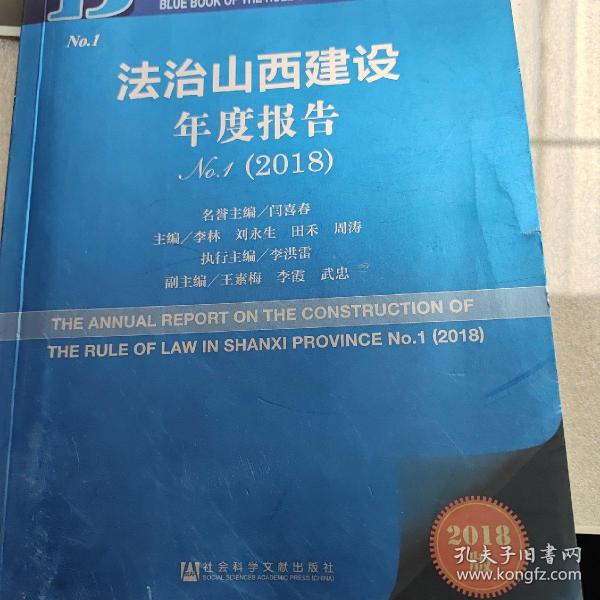 BLUE BOOK OF THE RULE
No.1
法治山西建设
年度报告
No.1 (2018)
名誉主编／闫喜春
主编／李林 刘永生 田禾 周涛
执行主编／李洪雷
副主编／王素梅 李霞 武忠
THE ANNUAL REPORT ON THE CONSTRUCTION OF
THE RULE OF LAW IN SHANXI PROVINCE No.1 (2018)
2018
版
社会科学文献出版社
SOCIAL SCIENCES ACADEMIC PRESS (CHINA)
孔夫子旧书网
www.kongfz.com